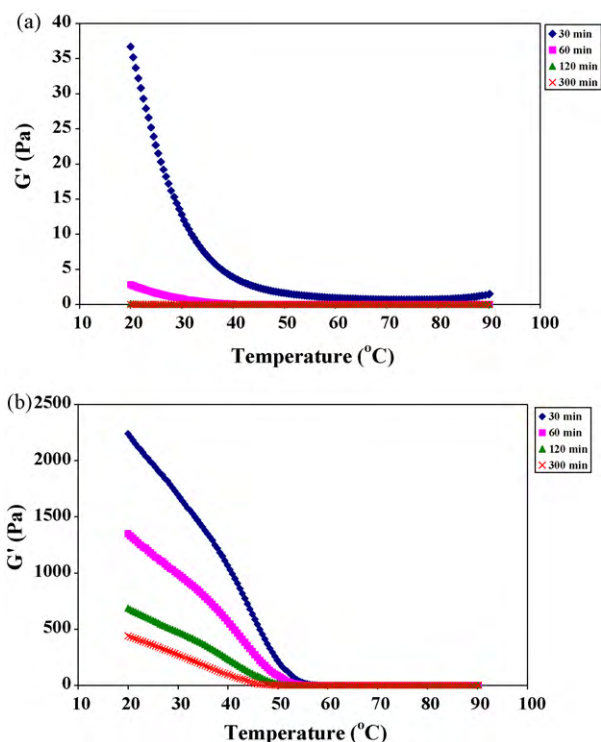 (a)
40
35
30
25
20
15
10
5
0
G' (Pa)
10 20 30 40 50 60 70 80 90 100
Temperature (°C)
30 min
60 min
120 min
300 min
(b)
2500
2000
1500
1000
500
0
G' (Pa)
10 20 30 40 50 60 70 80 90 100
Temperature (°C)
30 min
60 min
120 min
300 min